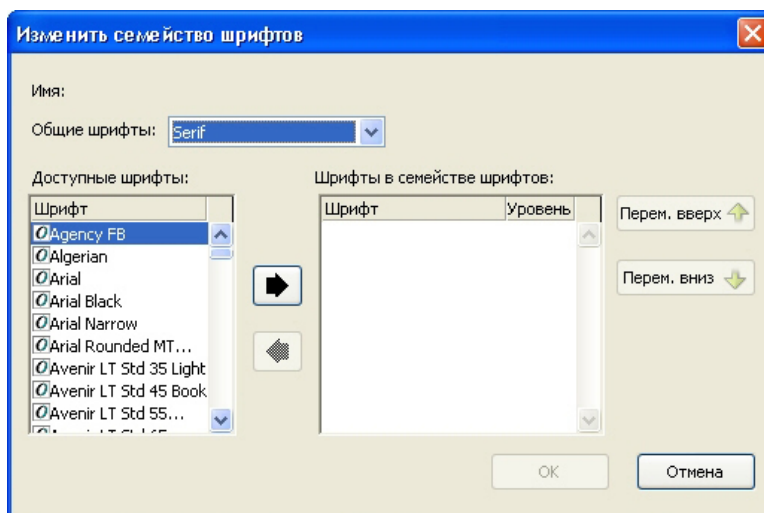 Изменить семейство шрифтов
Имя:
Общие шрифты: Serif
Доступные шрифты:
Шрифт
Agency FB
Algerian
Arial
Arial Black
Arial Narrow
Arial Rounded MT...
Avenir LT Std 35 Light
Avenir LT Std 45 Book
Avenir LT Std 55...
Шрифты в семействе шрифтов:
Шрифт Уровень
Перем. вверх
Перем. вниз
OK Отмена